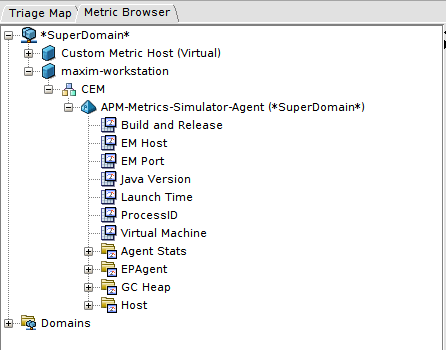 Triage Map Metric Browser
*SuperDomain*
Custom Metric Host (Virtual)
maxim-workstation
CEM
APM-Metrics-Simulator-Agent (*SuperDomain*)
Build and Release
EM Host
EM Port
Java Version
Launch Time
ProcessID
Virtual Machine
Agent Stats
EPAgent
GC Heap
Host
Domains